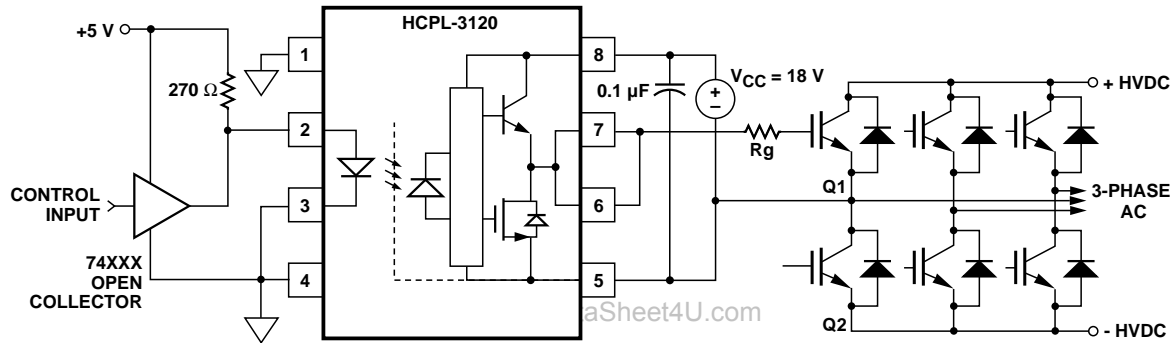 HCPL-3120
+5 V
270 Ω
CONTROL
INPUT
74XXX
OPEN
COLLECTOR
1
2
3
4
8
7
6
5
0.1 µF
VCC = 18 V
+
–
Rg
Q1
Q2
+ HVDC
3-PHASE
AC
- HVDC
aSheet4U.com